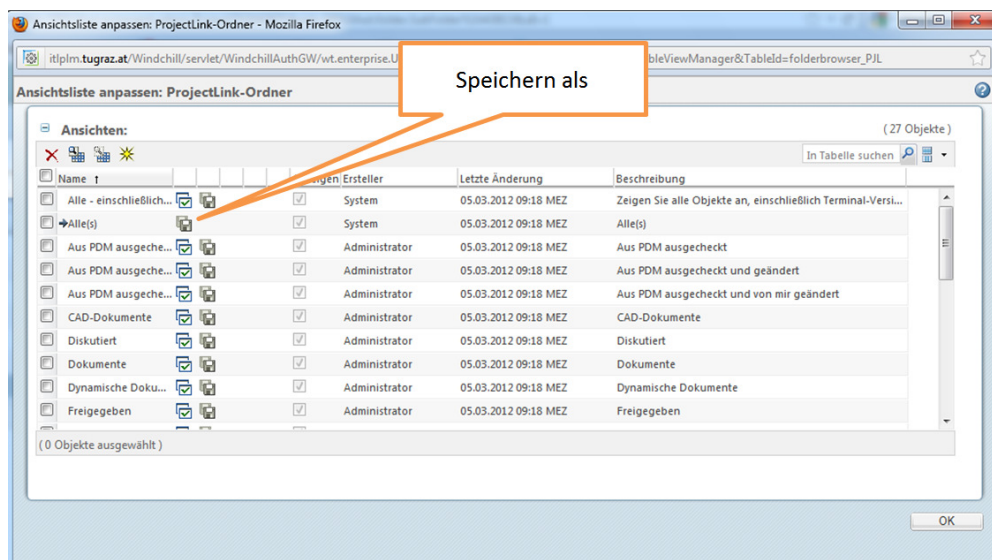 Ansichtsliste anpassen: ProjectLink-Ordner - Mozilla Firefox
itlplm.tugraz.at/Windchill/servlet/WindchillAuthGW/wt.enterprise.U bleViewManager&TableId=folderbrowser_PJL
Speichern als
Ansichtsliste anpassen: ProjectLink-Ordner
Ansichten: (27 Objekte)
In Tabelle suchen
Name Ersteller Letzte Änderung Beschreibung
Alle - einschließlich... System 05.03.2012 09:18 MEZ Zeigen Sie alle Objekte an, einschließlich Terminal-Versi...
Alle(s) System 05.03.2012 09:18 MEZ Alle(s)
Aus PDM ausgeche... Administrator 05.03.2012 09:18 MEZ Aus PDM ausgecheckt
Aus PDM ausgeche... Administrator 05.03.2012 09:18 MEZ Aus PDM ausgecheckt und geändert
Aus PDM ausgeche... Administrator 05.03.2012 09:18 MEZ Aus PDM ausgecheckt und von mir geändert
CAD-Dokumente Administrator 05.03.2012 09:18 MEZ CAD-Dokumente
Diskutiert Administrator 05.03.2012 09:18 MEZ Diskutiert
Dokumente Administrator 05.03.2012 09:18 MEZ Dokumente
Dynamische Doku... Administrator 05.03.2012 09:18 MEZ Dynamische Dokumente
Freigegeben Administrator 05.03.2012 09:18 MEZ Freigegeben
(0 Objekte ausgewählt)
OK